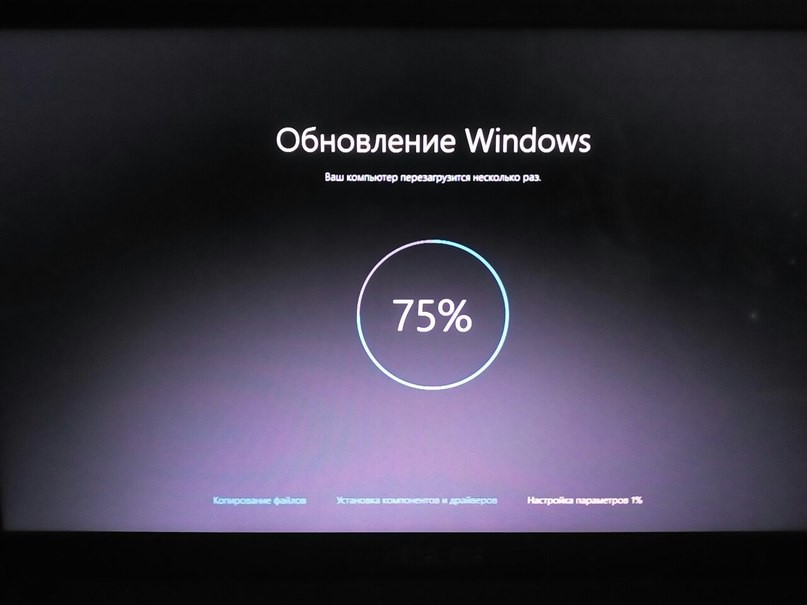 Обновление Windows
Ваш компьютер перезагрузится несколько раз.
75%
Копирование файлов Установка компонентов и драйверов Настройка параметров 1%